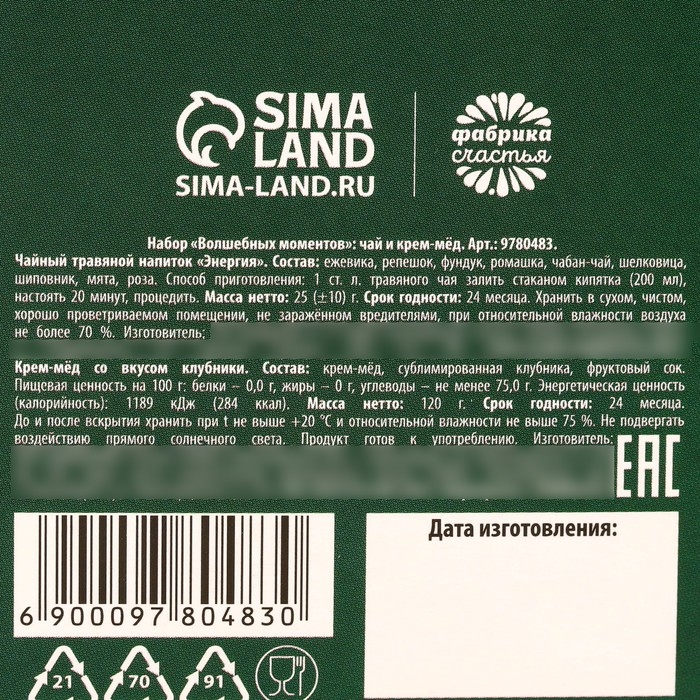 SIMA
LAND
SIMA-LAND.RU
фабрика
счастья
Набор «Волшебных моментов»: чай и крем-мёд. Арт.: 9780483.
Чайный травяной напиток «Энергия». Состав: ежевика, репешок, фундук, ромашка, чабан-чай, шелковица,
шиповник, мята, роза. Способ приготовления: 1 ст. л. травяного чая залить стаканом кипятка (200 мл),
настоять 20 минут, процедить. Масса нетто: 25 (±10) г. Срок годности: 24 месяца. Хранить в сухом, чистом,
хорошо проветриваемом помещении, не заражённом вредителями, при относительной влажности воздуха
не более 70 %. Изготовитель:
Крем-мёд со вкусом клубники. Состав: крем-мёд, сублимированная клубника, фруктовый сок.
Пищевая ценность на 100 г: белки – 0,0 г, жиры – 0 г, углеводы – не менее 75,0 г. Энергетическая ценность
(калорийность): 1189 кДж (284 ккал). Масса нетто: 120 г. Срок годности: 24 месяца.
До и после вскрытия хранить при t не выше +20 °С и относительной влажности не выше 75 %. Не подвергать
воздействию прямого солнечного света. Продукт готов к употреблению. Изготовитель:
EAC
Дата изготовления:
6 900097 804830
21 70 91